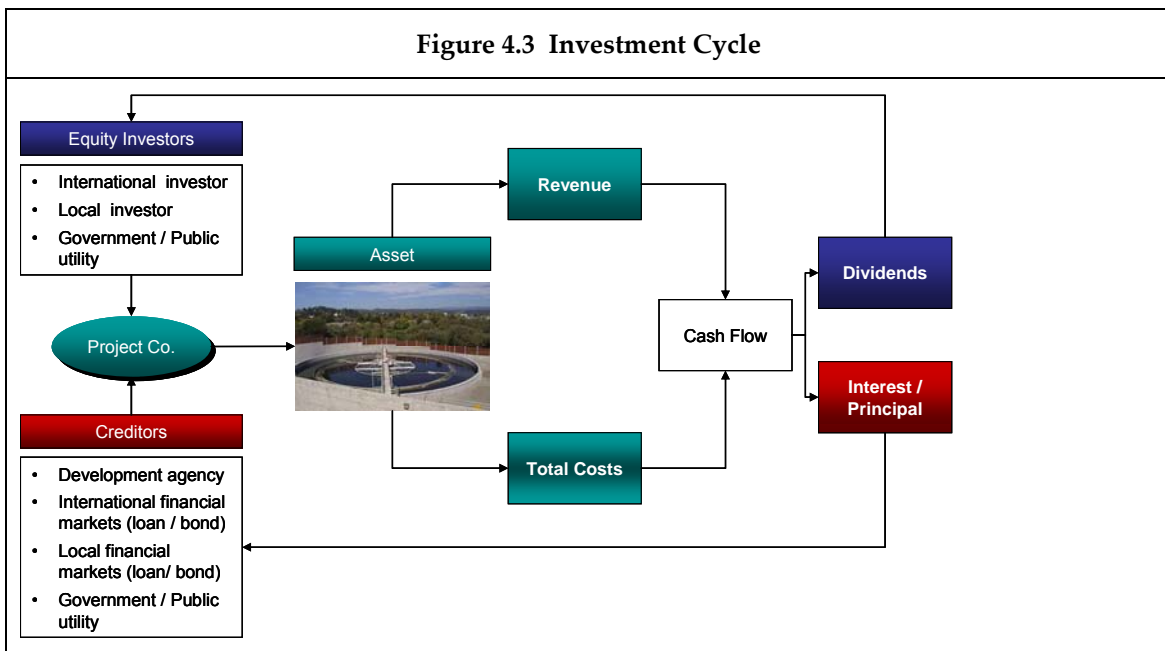 Figure 4.3 Investment Cycle
Equity Investors
• International investor
• Local investor
• Government / Public
utility
Project Co.
Creditors
• Development agency
• International financial
markets (loan / bond)
• Local financial
markets (loan/ bond)
• Government / Public
utility
Asset
Revenue
Total Costs
Cash Flow
Dividends
Interest /
Principal